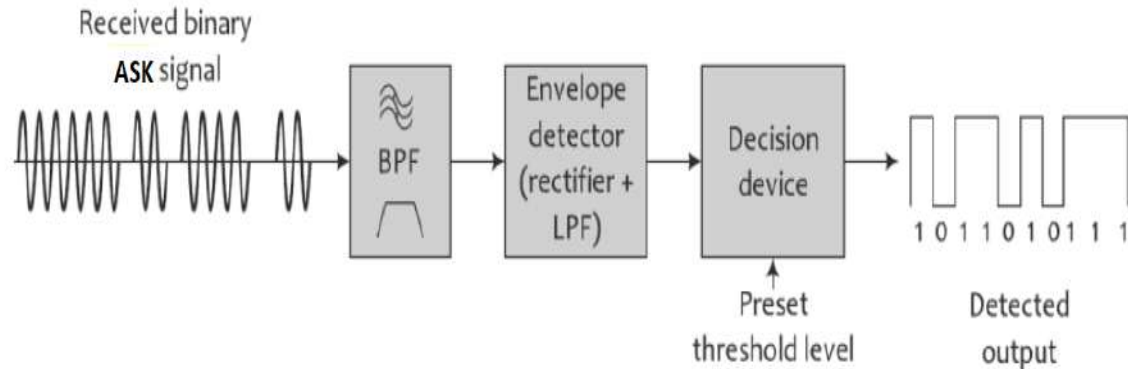 Received binary
ASK signal
BPF
Envelope
detector
(rectifier +
LPF)
Decision
device
Preset
threshold level
1 0 1 1 0 1 0 1 1 1
Detected
output